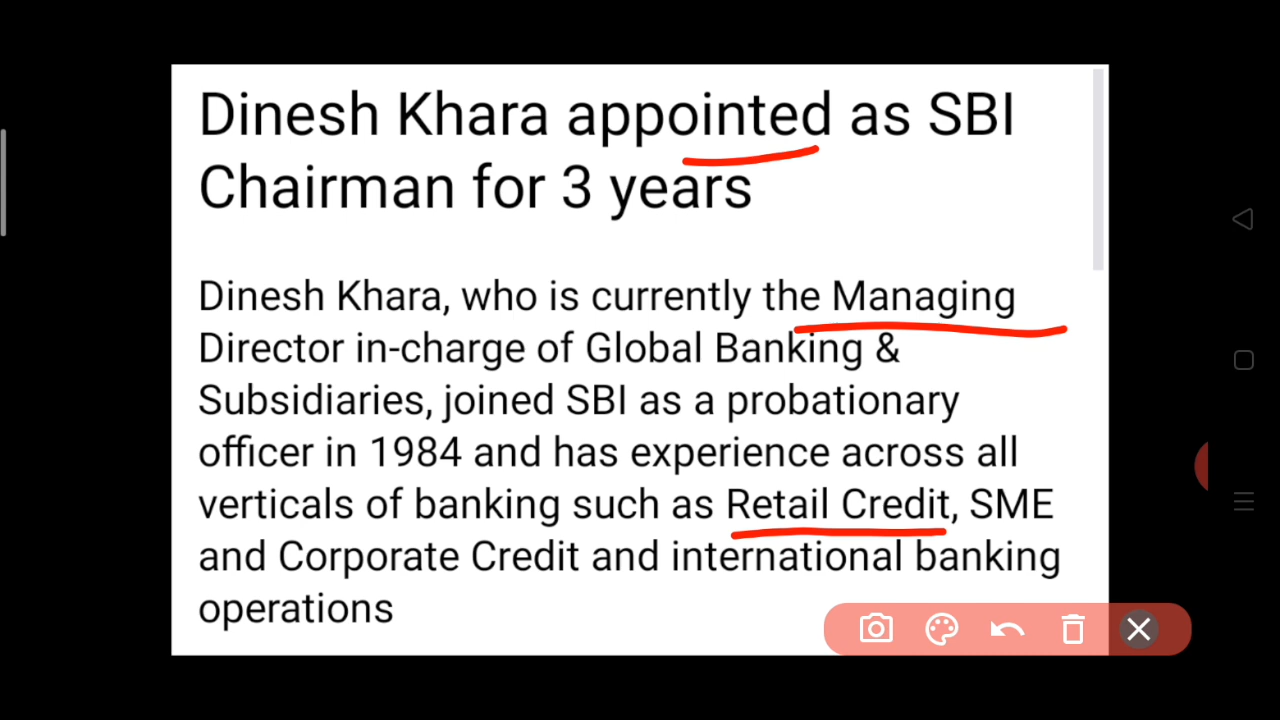 Dinesh Khara appointed as SBI
Chairman for 3 years
Dinesh Khara, who is currently the Managing
Director in-charge of Global Banking &
Subsidiaries, joined SBI as a probationary
officer in 1984 and has experience across all
verticals of banking such as Retail Credit, SME
and Corporate Credit and international banking
operations